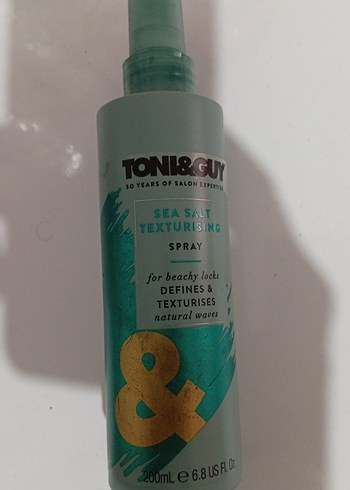 TONI&GUY
50 YEARS OF SALON EXPERTISE
SEA SALT
TEXTURISING
SPRAY
for beachy locks
DEFINES &
TEXTURISES
natural waves
&
200mL e 6.8 US FL Oz